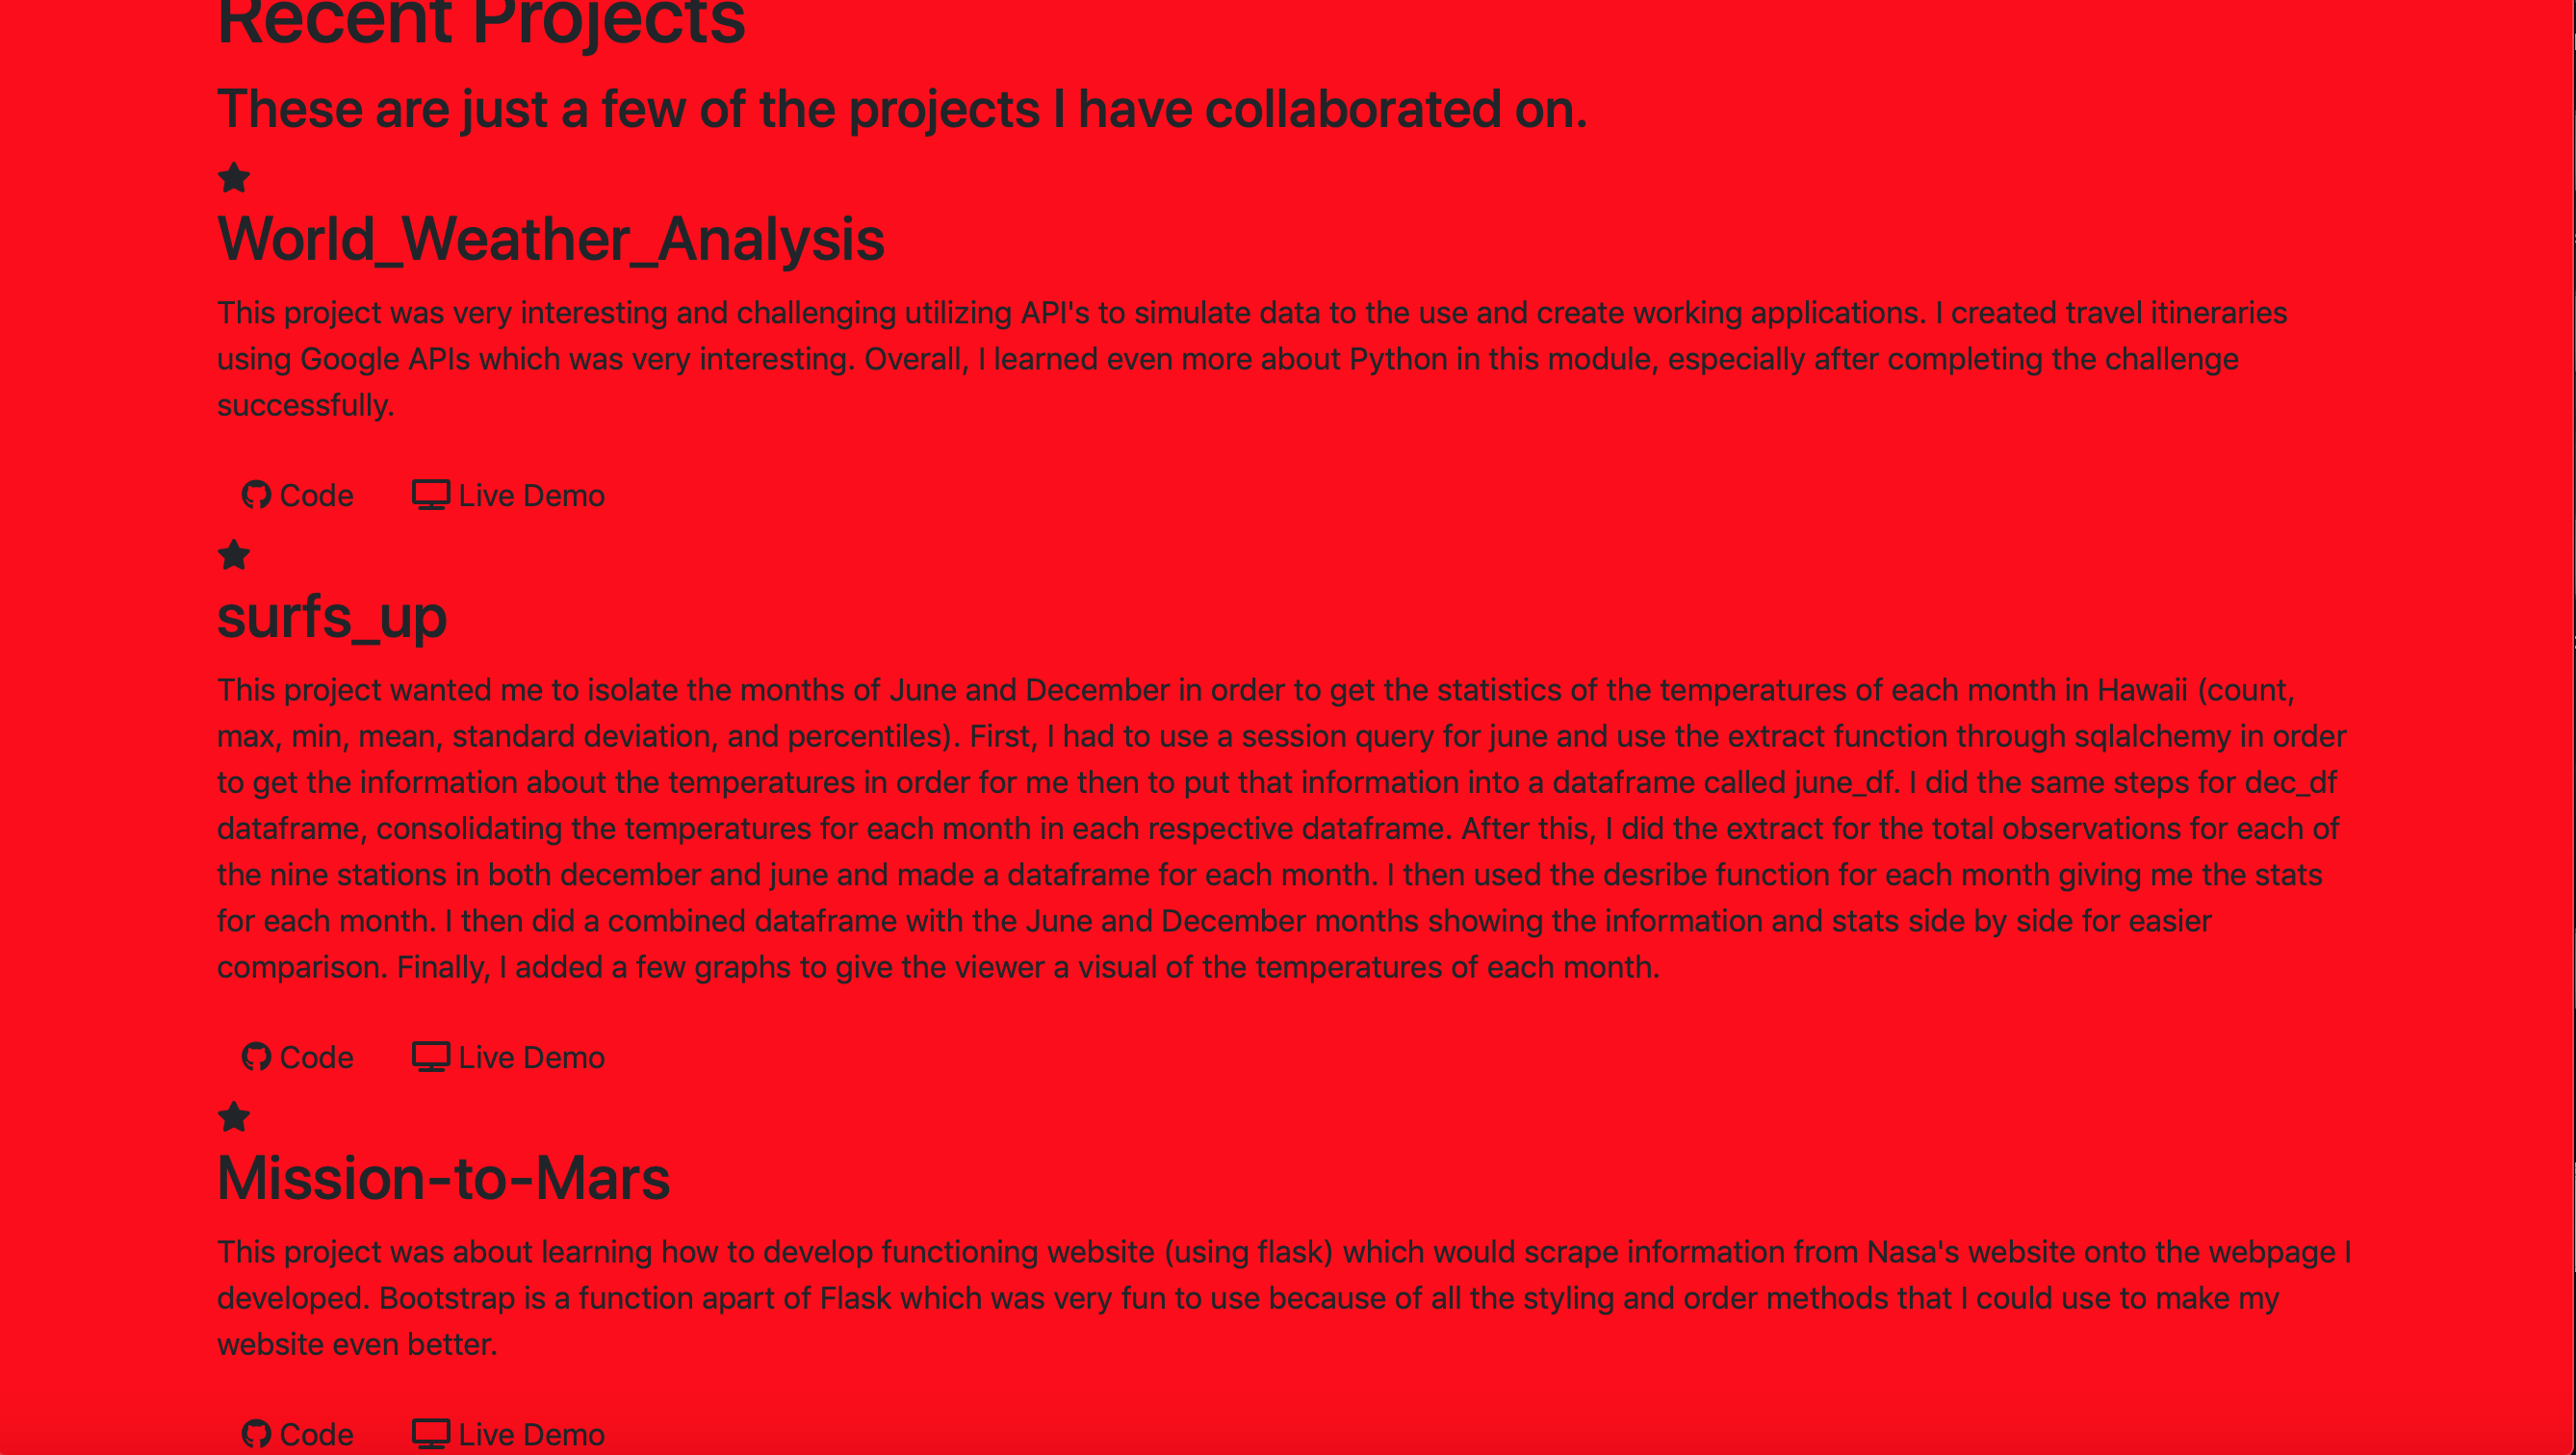 Recent Projects
These are just a few of the projects I have collaborated on.
World_Weather_Analysis
This project was very interesting and challenging utilizing API's to simulate data to the use and create working applications. I created travel itineraries
using Google APIs which was very interesting. Overall, I learned even more about Python in this module, especially after completing the challenge
successfully.
Code Live Demo
surfs_up
This project wanted me to isolate the months of June and December in order to get the statistics of the temperatures of each month in Hawaii (count,
max, min, mean, standard deviation, and percentiles). First, I had to use a session query for june and use the extract function through sqlalchemy in order
to get the information about the temperatures in order for me then to put that information into a dataframe called june_df. I did the same steps for dec_df
dataframe, consolidating the temperatures for each month in each respective dataframe. After this, I did the extract for the total observations for each of
the nine stations in both december and june and made a dataframe for each month. I then used the desribe function for each month giving me the stats
for each month. I then did a combined dataframe with the June and December months showing the information and stats side by side for easier
comparison. Finally, I added a few graphs to give the viewer a visual of the temperatures of each month.
Code Live Demo
Mission-to-Mars
This project was about learning how to develop functioning website (using flask) which would scrape information from Nasa's website onto the webpage I
developed. Bootstrap is a function apart of Flask which was very fun to use because of all the styling and order methods that I could use to make my
website even better.
Code Live Demo